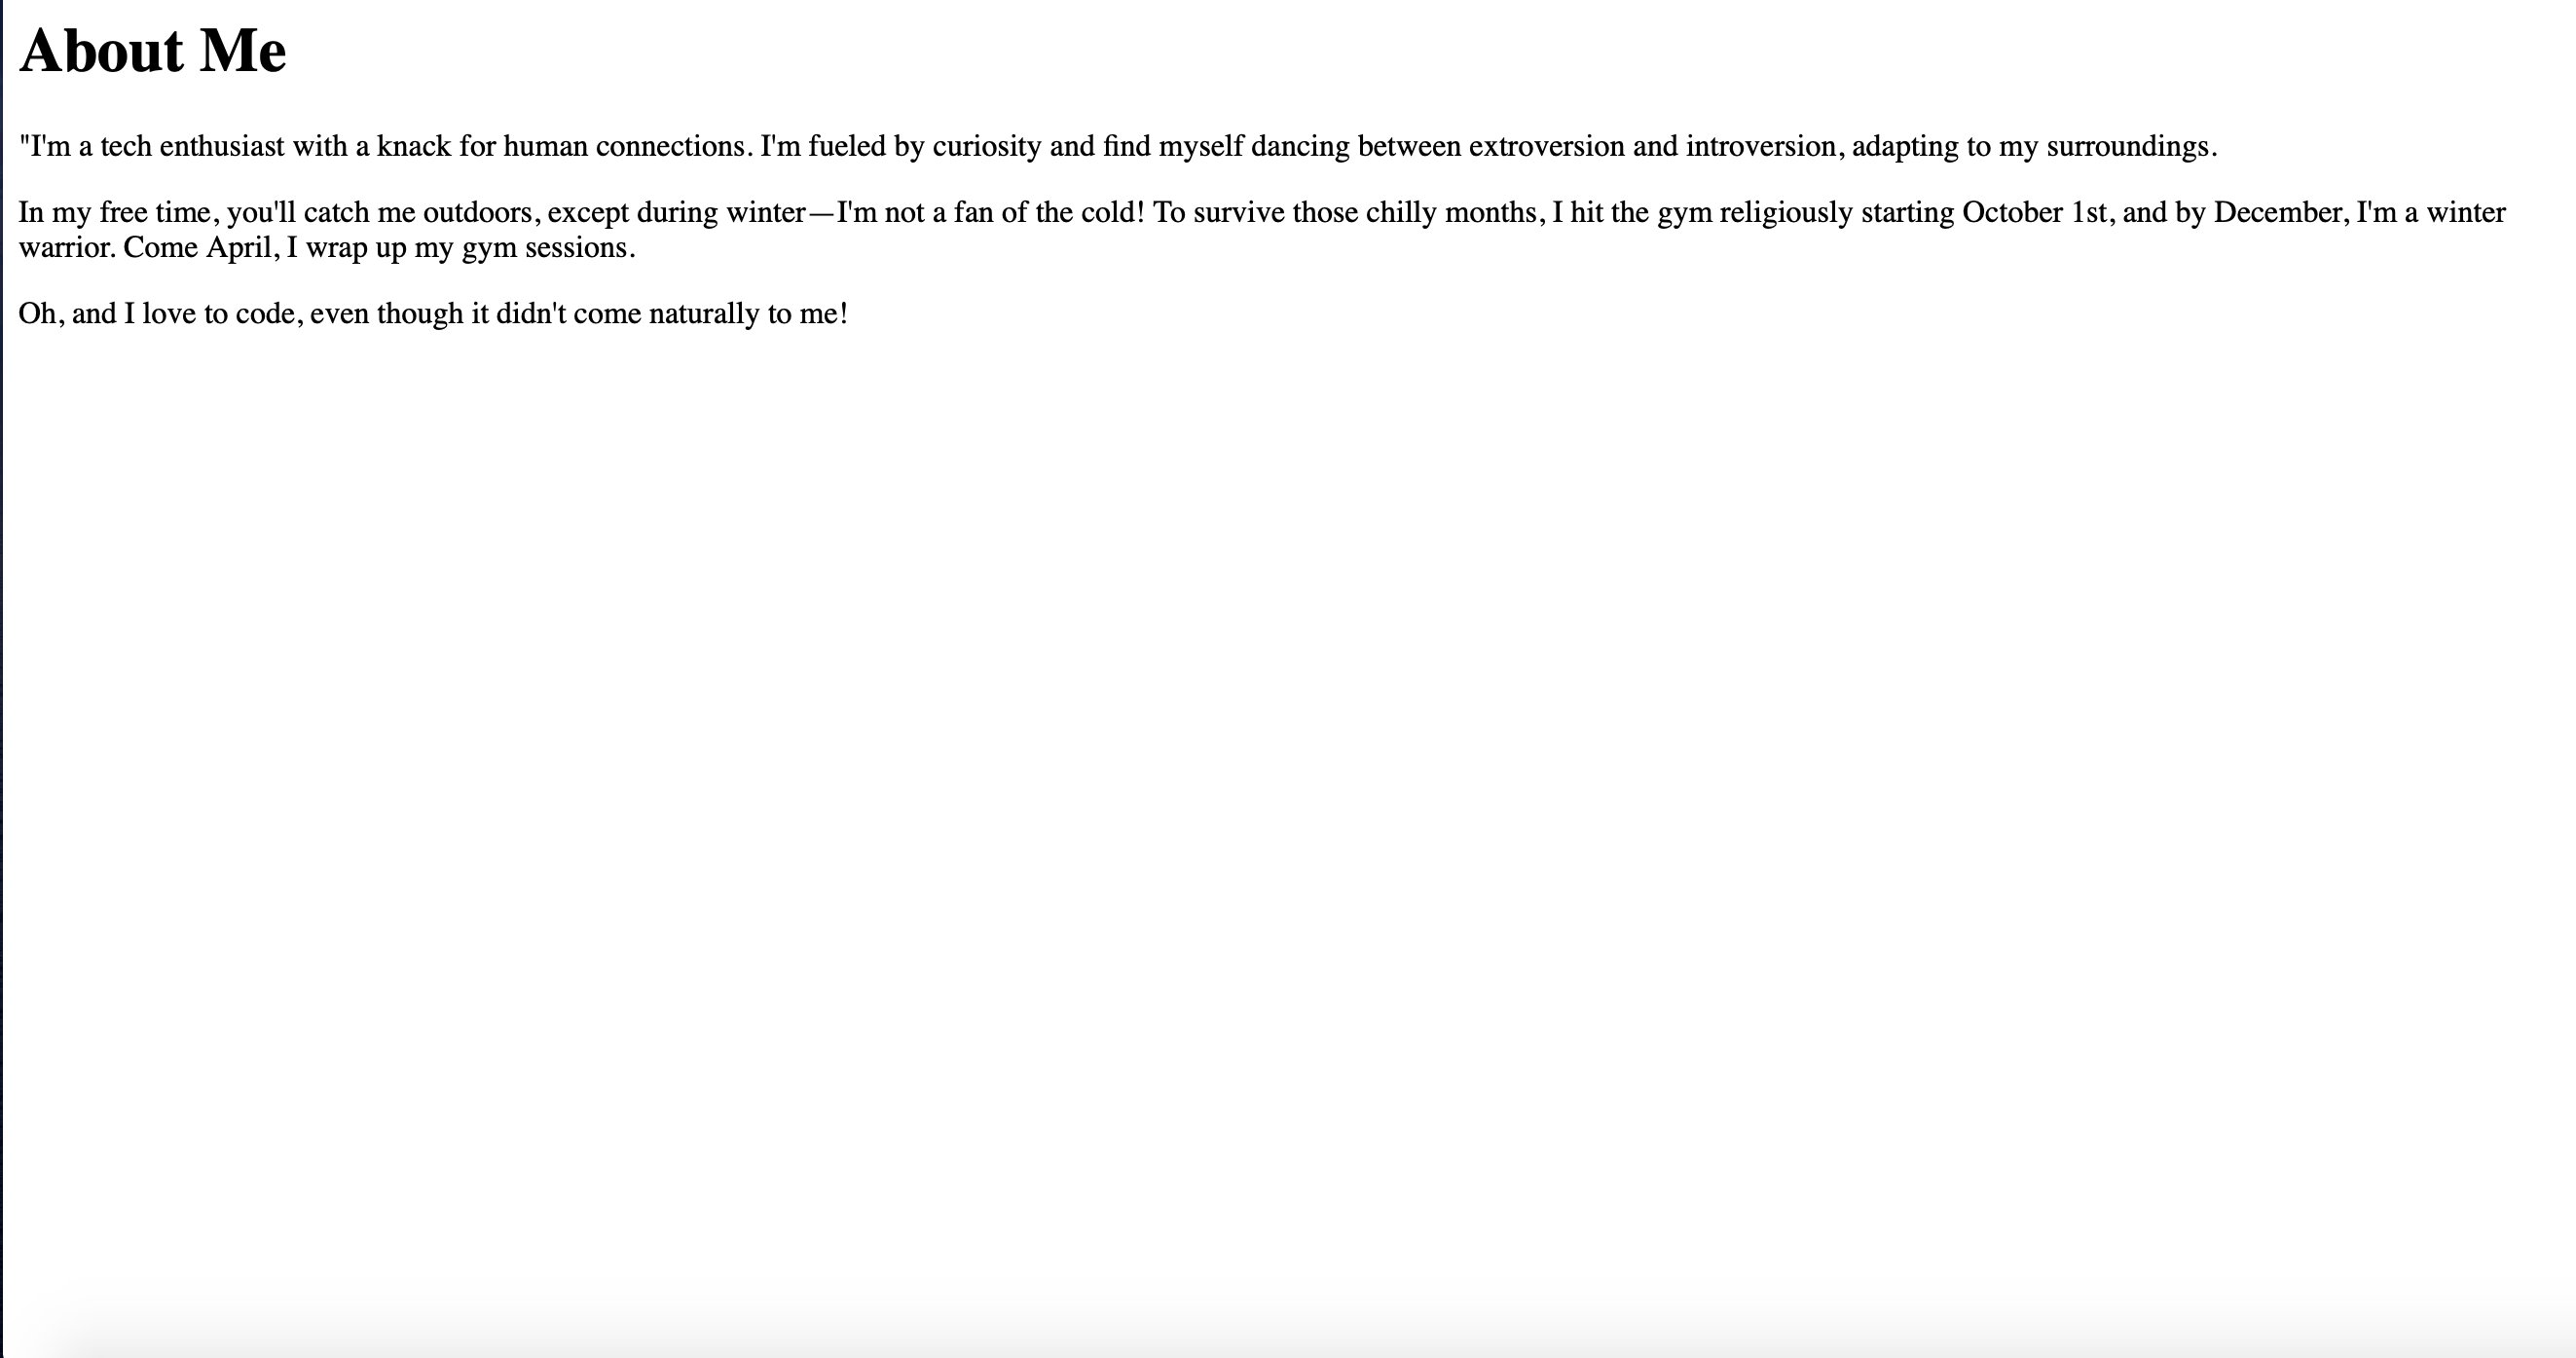 About Me
"I'm a tech enthusiast with a knack for human connections. I'm fueled by curiosity and find myself dancing between extroversion and introversion, adapting to my surroundings.
In my free time, you'll catch me outdoors, except during winter—I'm not a fan of the cold! To survive those chilly months, I hit the gym religiously starting October 1st, and by December, I'm a winter
warrior. Come April, I wrap up my gym sessions.
Oh, and I love to code, even though it didn't come naturally to me!